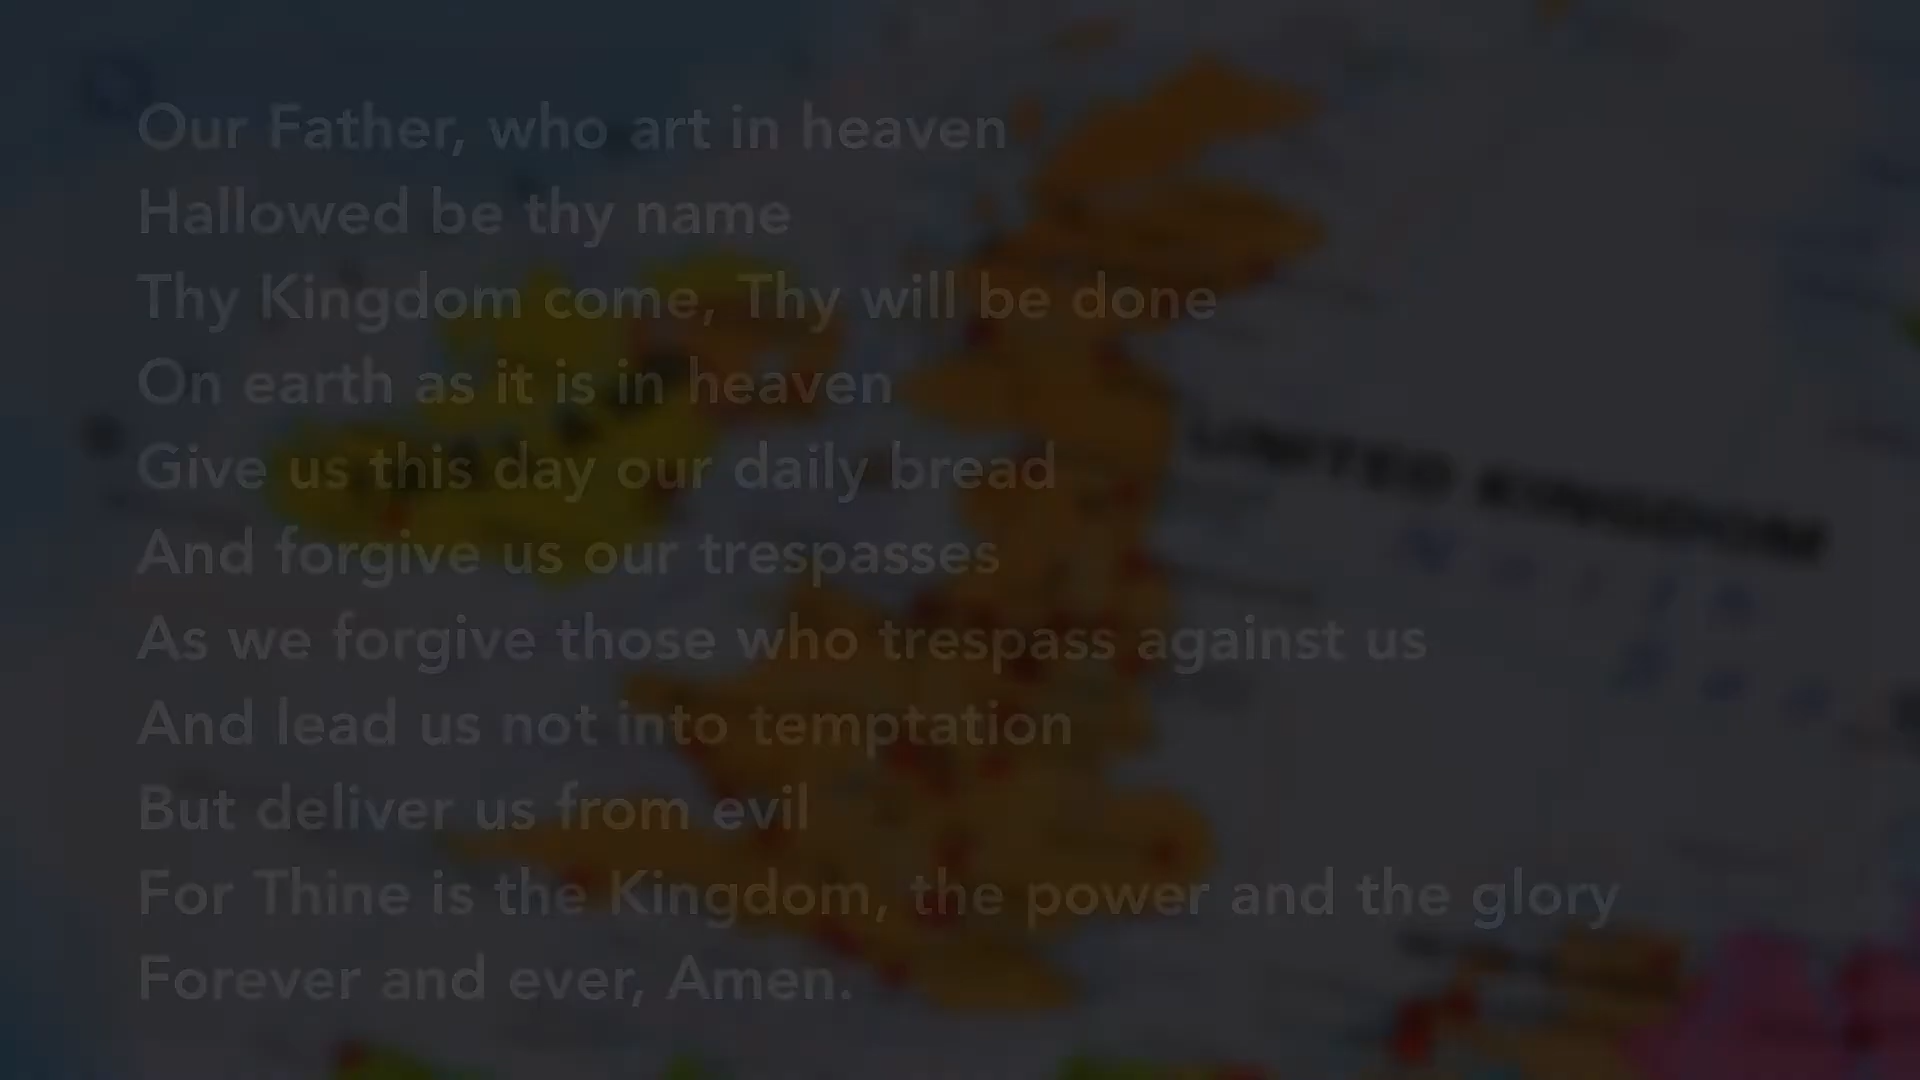 Our Father, who art in heaven
Hallowed be thy name
Thy Kingdom come, Thy will be done
On earth as it is in heaven
Give us this day our daily bread
And forgive us our trespasses
As we forgive those who trespass against us
And lead us not into temptation
But deliver us from evil
For Thine is the Kingdom, the power and the glory
Forever and ever, Amen.
UNITED KINGDOM